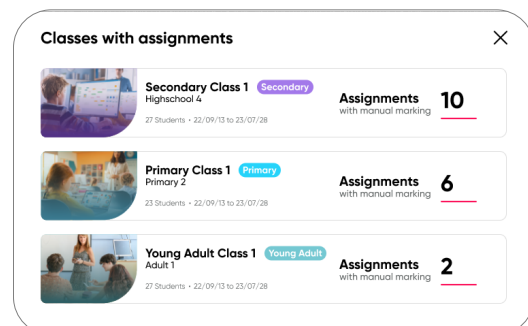 Classes with assignments
Secondary Class 1 Secondary
Highschool 4
27 Students • 22/09/13 to 23/07/28
Assignments 10
with manual marking
Primary Class 1 Primary
Primary 2
23 Students • 22/09/13 to 23/07/28
Assignments 6
with manual marking
Young Adult Class 1 Young Adult
Adult 1
27 Students • 22/09/13 to 23/07/28
Assignments 2
with manual marking